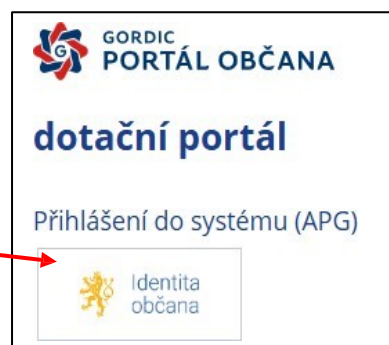 GORDIC
PORTÁL OBČANA
dotační portál
Přihlášení do systému (APG)
Identita
občana